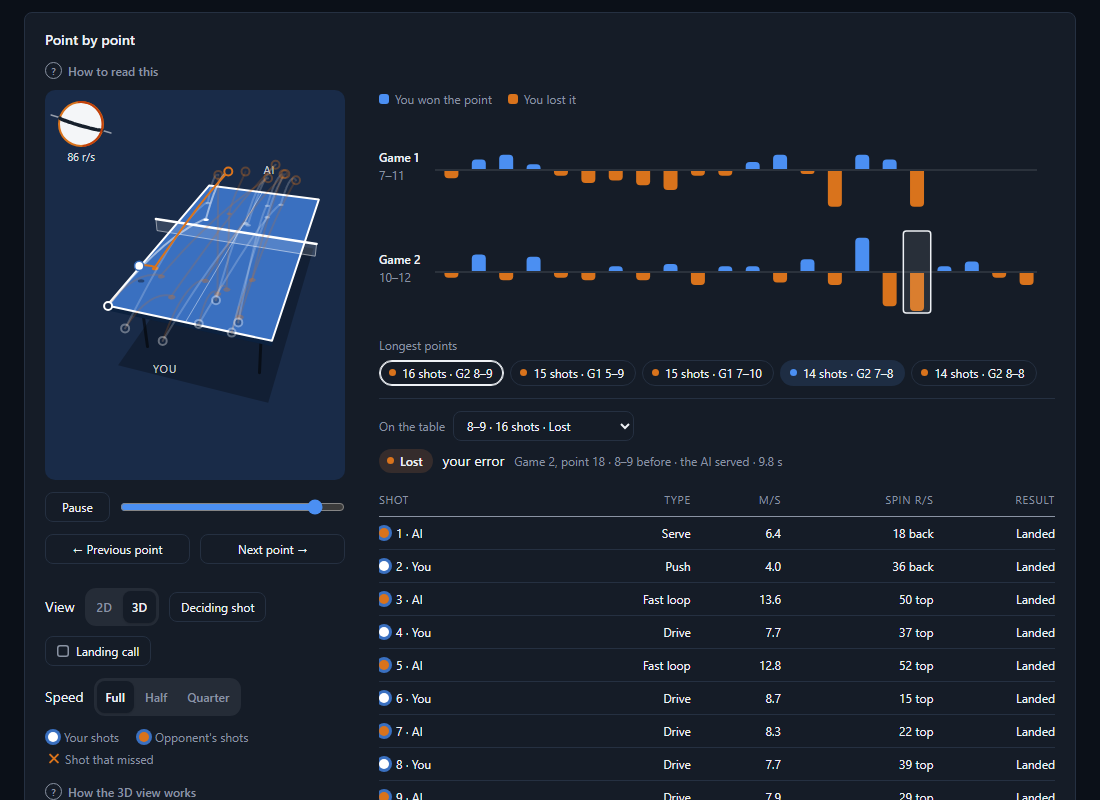 Point by point
? How to read this
86 r/s
AI
YOU
You won the point You lost it
Game 1
7–11
Game 2
10–12
Longest points
16 shots · G2 8–9 15 shots · G1 5–9 15 shots · G1 7–10 14 shots · G2 7–8 14 shots · G2 8–8
On the table 8–9 · 16 shots · Lost
Lost your error Game 2, point 18 · 8–9 before · the AI served · 9.8 s
SHOT TYPE M/S SPIN R/S RESULT
1 · AI Serve 6.4 18 back Landed
2 · You Push 4.0 36 back Landed
3 · AI Fast loop 13.6 50 top Landed
4 · You Drive 7.7 37 top Landed
5 · AI Fast loop 12.8 52 top Landed
6 · You Drive 8.7 15 top Landed
7 · AI Drive 8.3 22 top Landed
8 · You Drive 7.7 39 top Landed
9 · AI Drive 7.9 29 top Landed
Pause
← Previous point Next point →
View 2D 3D Deciding shot
Landing call
Speed Full Half Quarter
Your shots Opponent's shots
Shot that missed
? How the 3D view works